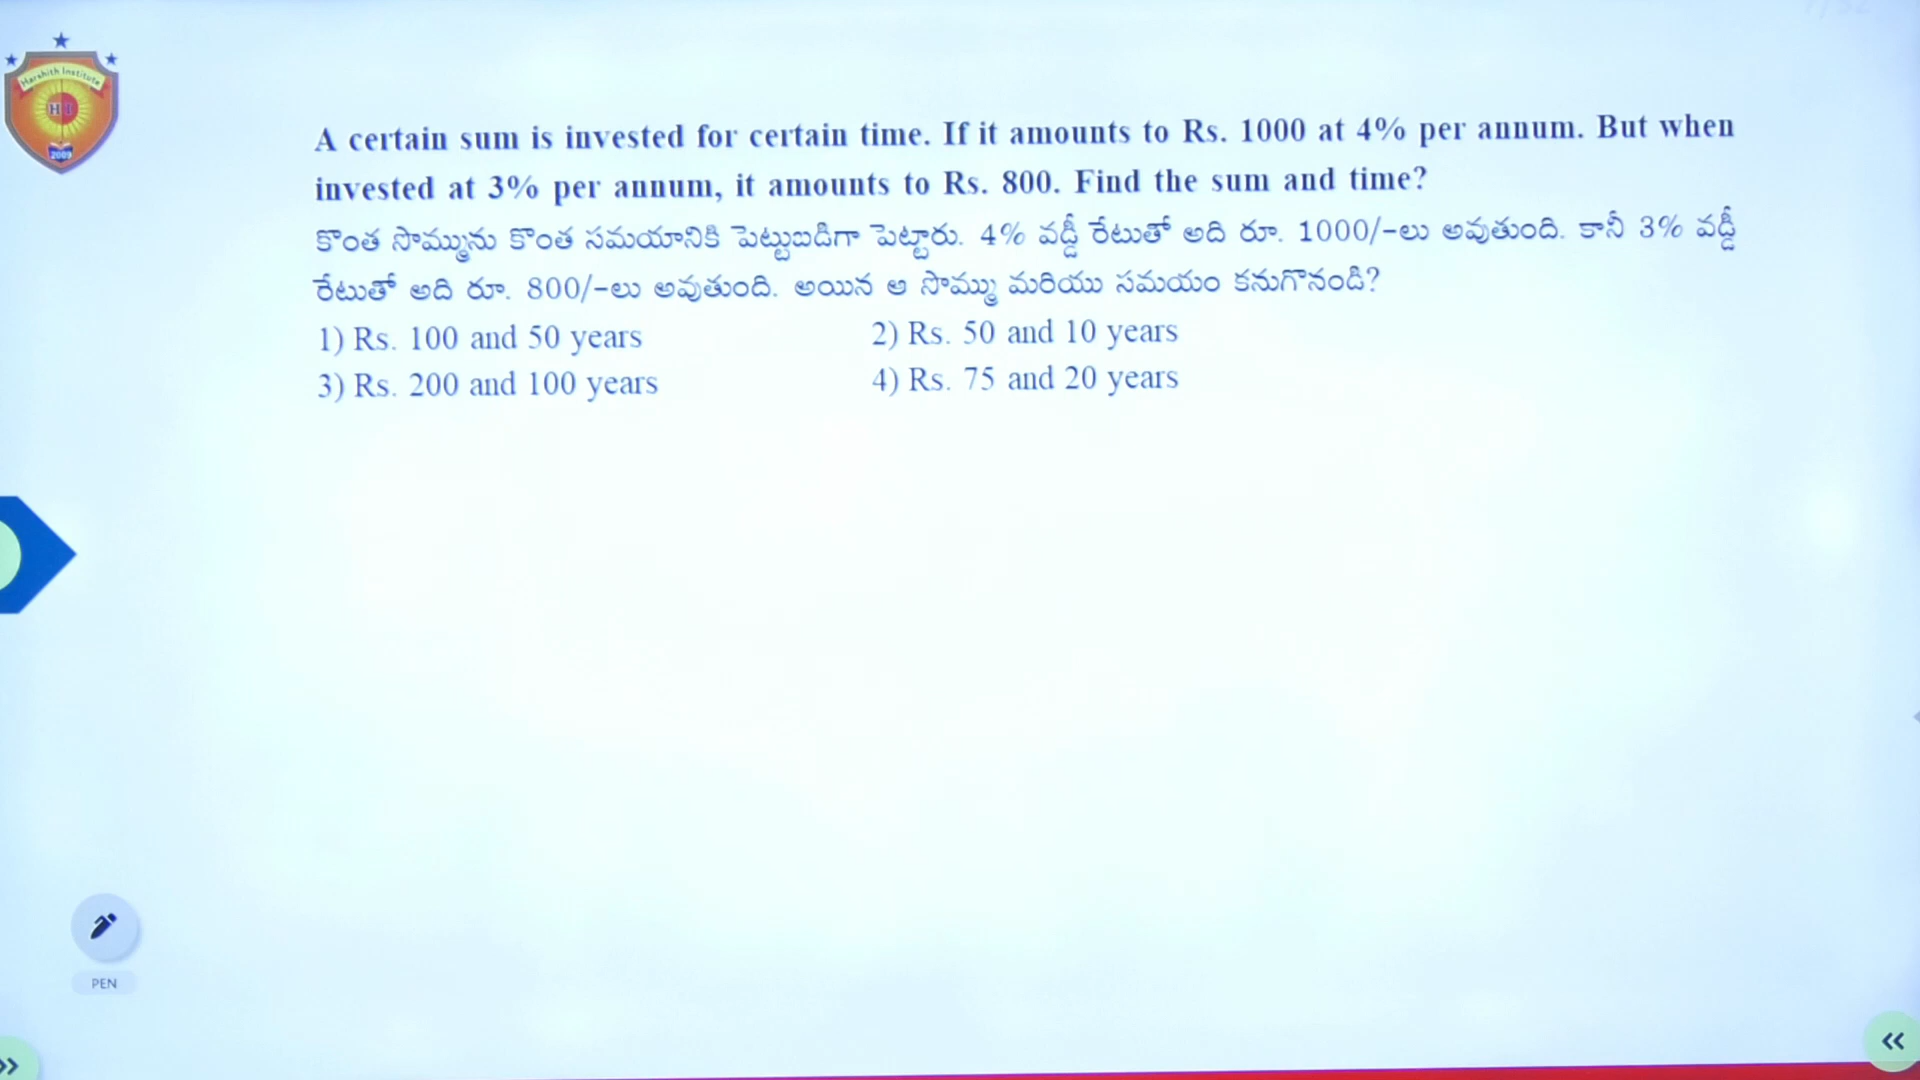 Harshith Institute
H I
2009
A certain sum is invested for certain time. If it amounts to Rs. 1000 at 4% per annum. But when
invested at 3% per annum, it amounts to Rs. 800. Find the sum and time?
కొంత సొమ్మును కొంత సమయానికి పెట్టుబడిగా పెట్టారు. 4% వడ్డీ రేటుతో అది రూ. 1000/-లు అవుతుంది. కానీ 3% వడ్డీ
రేటుతో అది రూ. 800/-లు అవుతుంది. అయిన ఆ సొమ్ము మరియు సమయం కనుగొనండి?
1) Rs. 100 and 50 years 2) Rs. 50 and 10 years
3) Rs. 200 and 100 years 4) Rs. 75 and 20 years
PEN